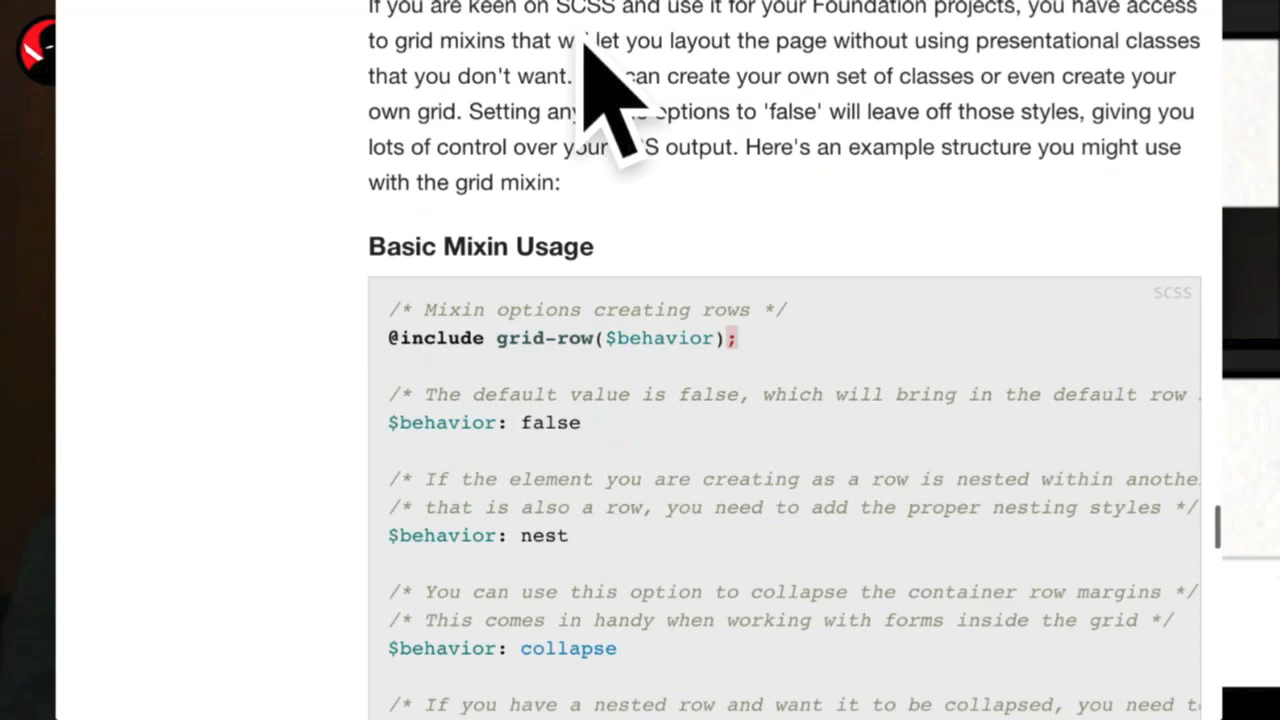 If you are keen on SCSS and use it for your Foundation projects, you have access
to grid mixins that let you layout the page without using presentational classes
that you don't want. can create your own set of classes or even create your
own grid. Setting options to 'false' will leave off those styles, giving you
lots of control over your output. Here's an example structure you might use
with the grid mixin:
Basic Mixin Usage
SCSS
/* Mixin options creating rows */
@include grid-row($behavior);
/* The default value is false, which will bring in the default row
$behavior: false
/* If the element you are creating as a row is nested within anothe
/* that is also a row, you need to add the proper nesting styles */
$behavior: nest
/* You can use this option to collapse the container row margins */
/* This comes in handy when working with forms inside the grid */
$behavior: collapse
/* If you have a nested row and want it to be collapsed, you need t